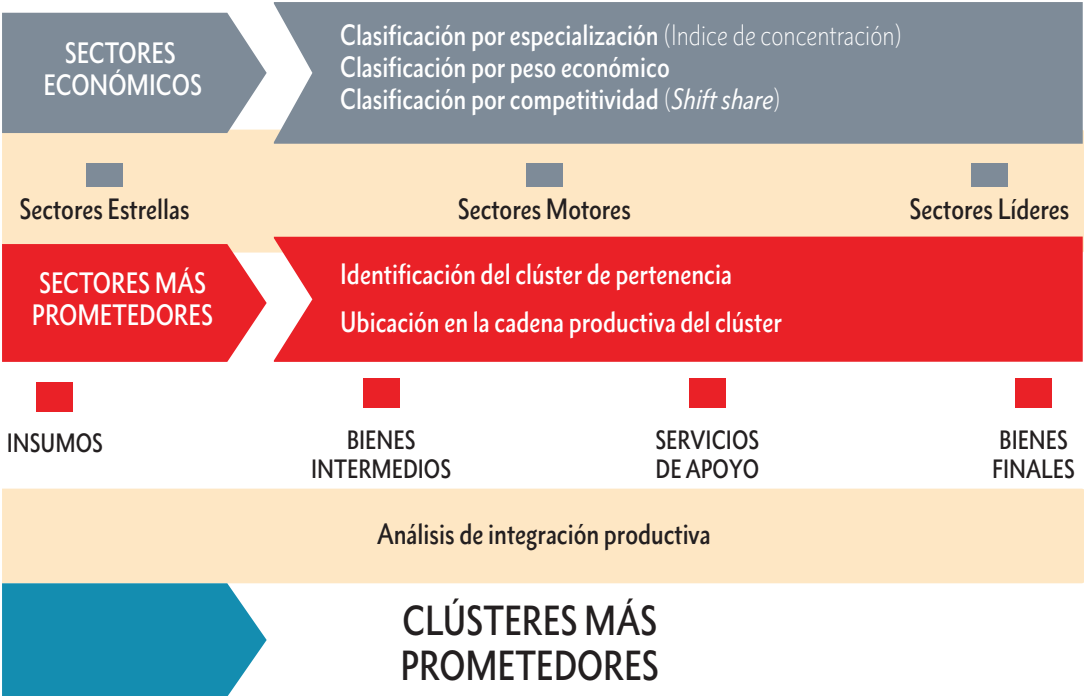 SECTORES
ECONÓMICOS
Clasificación por especialización (Indice de concentración)
Clasificación por peso económico
Clasificación por competitividad (Shift share)
Sectores Estrellas
Sectores Motores
Sectores Líderes
SECTORES MÁS
PROMETEDORES
Identificación del clúster de pertenencia
Ubicación en la cadena productiva del clúster
INSUMOS
BIENES
INTERMEDIOS
SERVICIOS
DE APOYO
BIENES
FINALES
Análisis de integración productiva
CLÚSTERES MÁS
PROMETEDORES